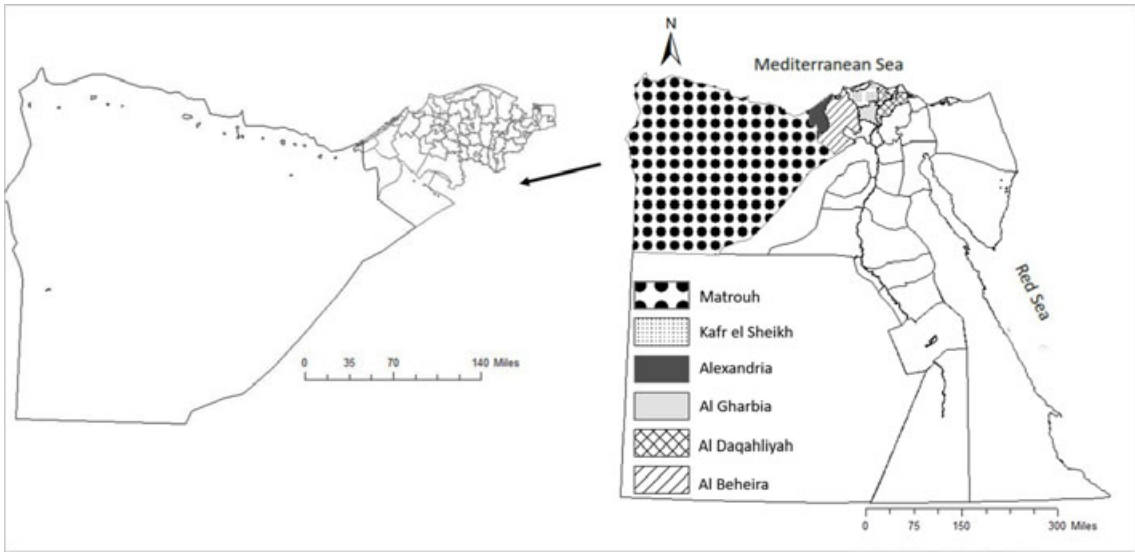 N
Mediterranean Sea
Red Sea
Matrouh
Kafr el Sheikh
Alexandria
Al Gharbia
Al Daqahliyah
Al Beheira
0 35 70 140 Miles
0 75 150 300 Miles